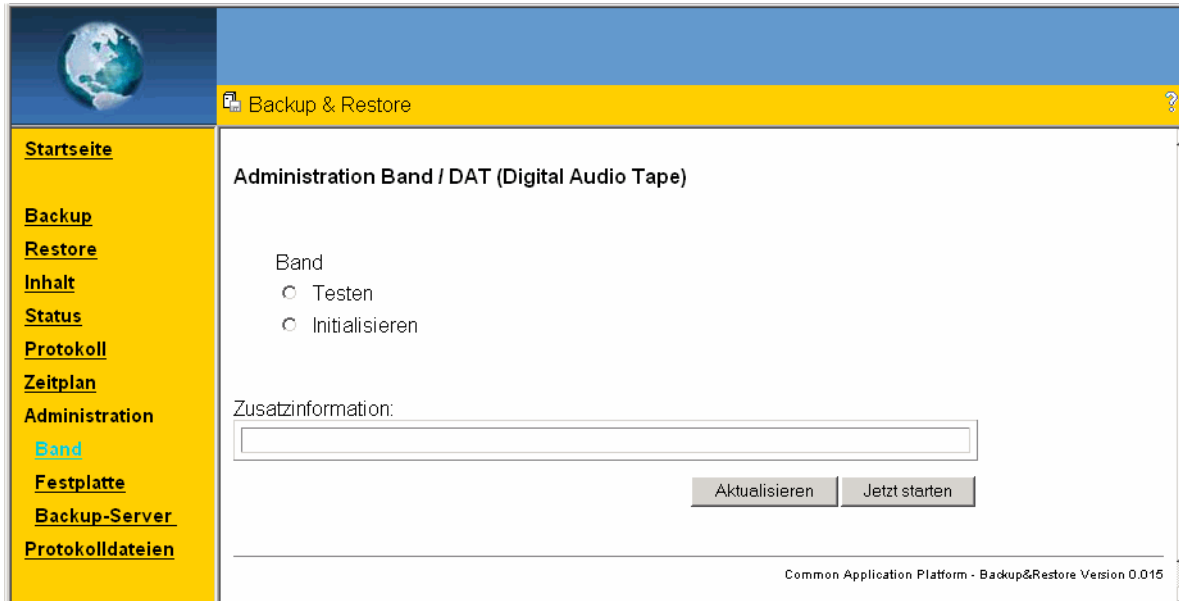 Backup & Restore
?
Startseite
Backup
Restore
Inhalt
Status
Protokoll
Zeitplan
Administration
Band
Festplatte
Backup-Server
Protokolldateien
Administration Band / DAT (Digital Audio Tape)
Band
Testen
Initialisieren
Zusatzinformation:
Aktualisieren
Jetzt starten
Common Application Platform - Backup&Restore Version 0.015